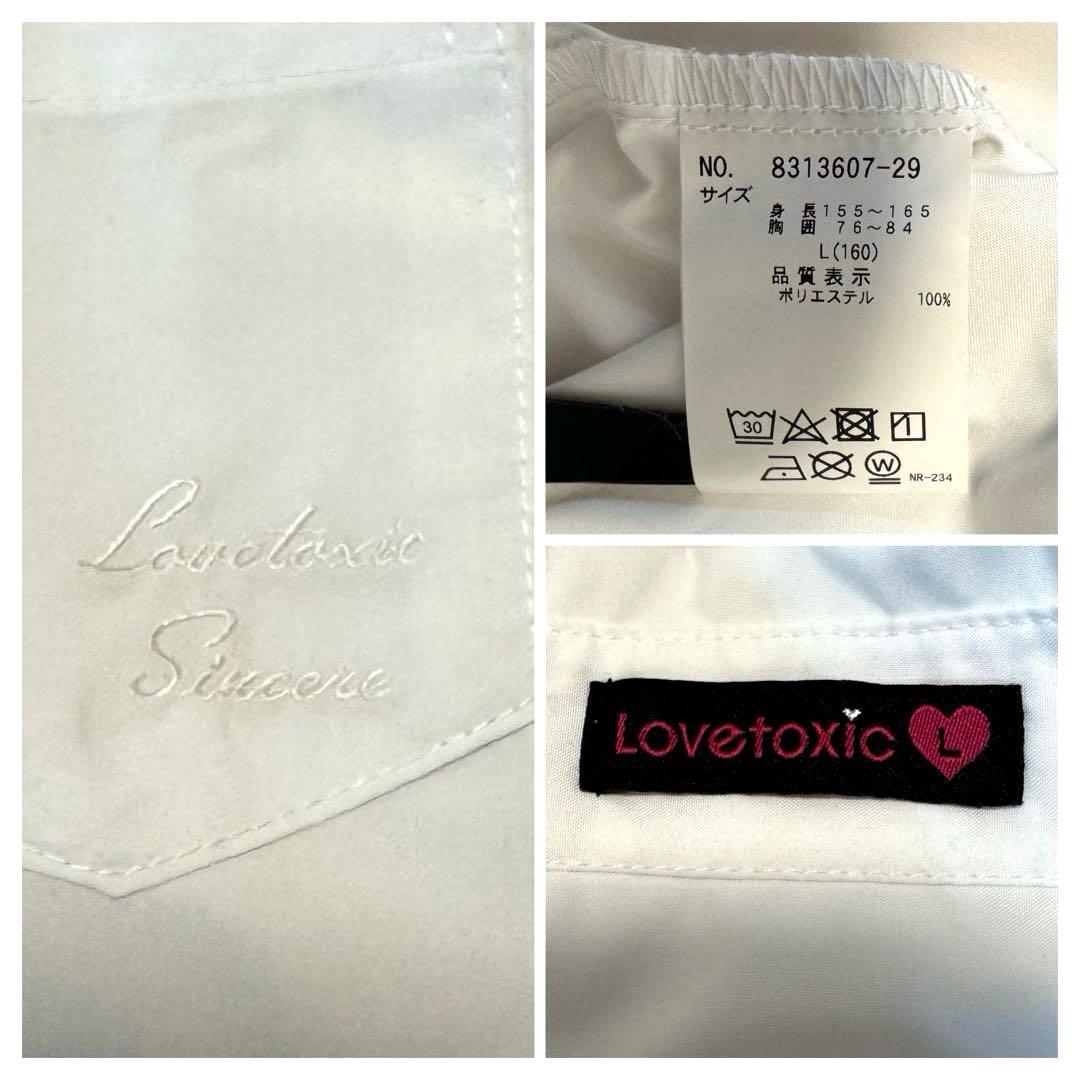 Lovetoxic
Sincere
NO. 8313607-29
サイズ
身 長 155～165
胸 囲 76～84
L(160)
品質表示
ポリエステル 100%
30
1
W
NR-234
Lovetoxic L